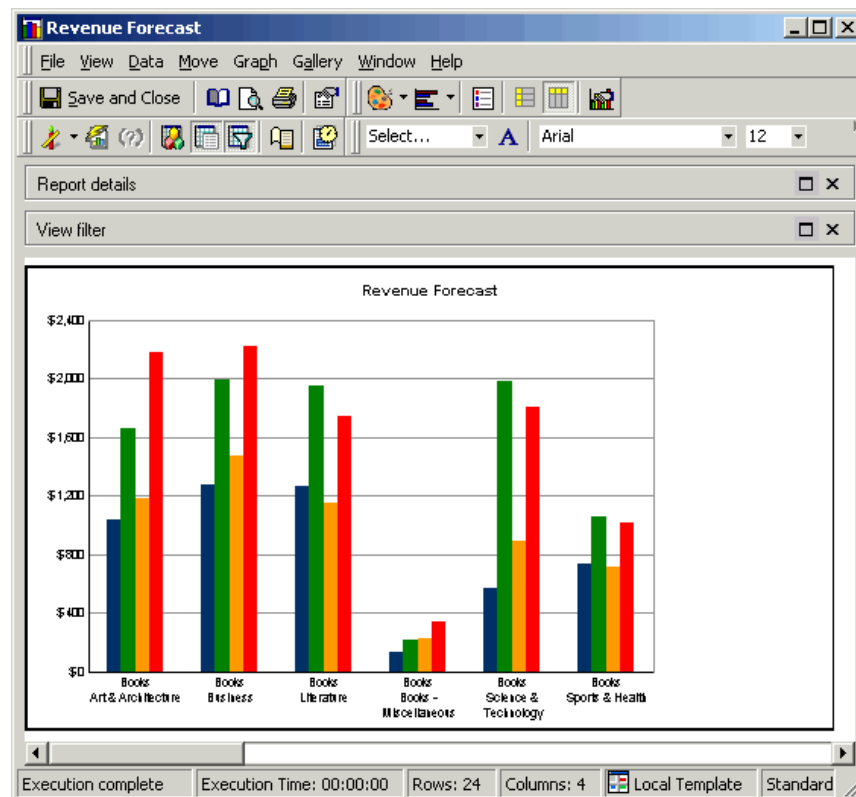 Revenue Forecast
File View Data Move Graph Gallery Window Help
Save and Close
Select... A Arial 12
Report details
View filter
Revenue Forecast
$2,400
$2,000
$1,600
$1,200
$800
$400
$0
Books Books Books Books Books Books
Art & Architecture Business Literature Books - Science & Sports & Health
Miscellaneous Technology
Execution complete Execution Time: 00:00:00 Rows: 24 Columns: 4 Local Template Standard